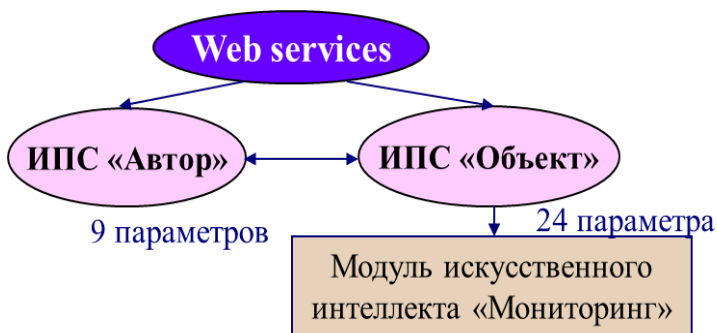 Web services
ИПС «Автор»
ИПС «Объект»
9 параметров
24 параметра
Модуль искусственного
интеллекта «Мониторинг»